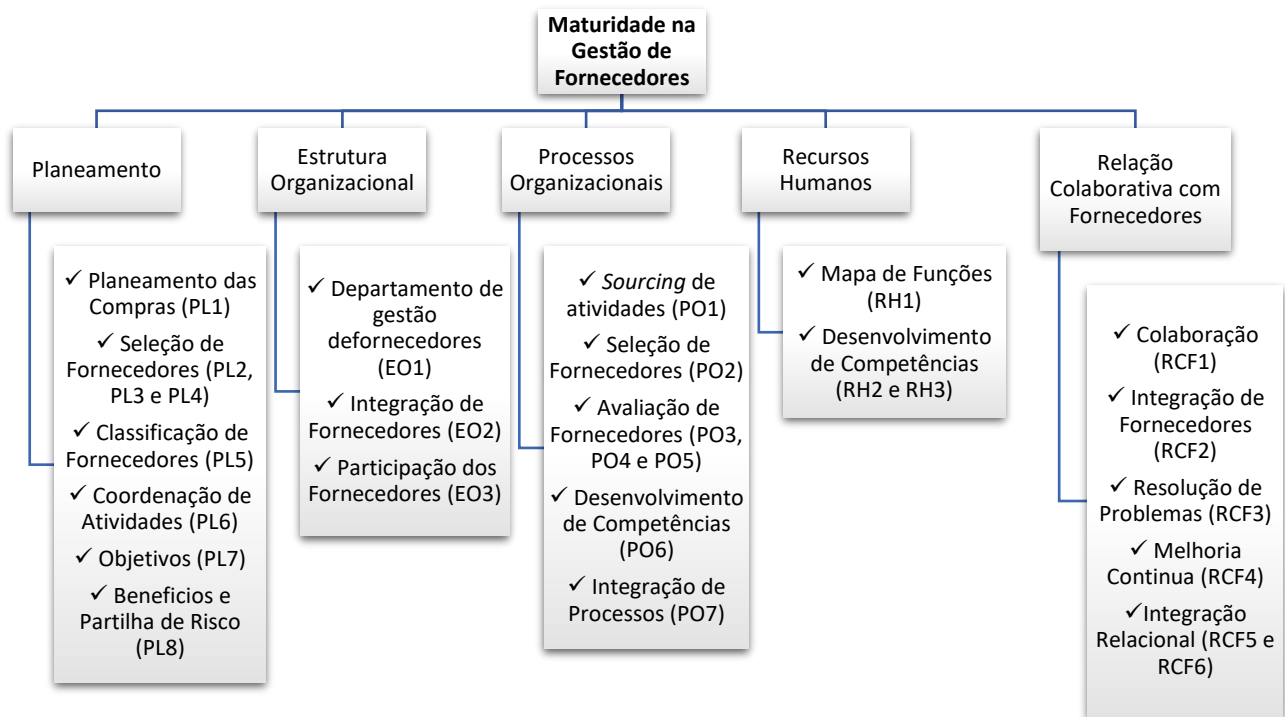 Maturidade na
Gestão de
Fornecedores
Planeamento
✓ Planeamento das
Compras (PL1)
✓ Seleção de
Fornecedores (PL2,
PL3 e PL4)
✓ Classificação de
Fornecedores (PL5)
✓ Coordenação de
Atividades (PL6)
✓ Objetivos (PL7)
✓ Beneficios e
Partilha de Risco
(PL8)
Estrutura
Organizacional
✓ Departamento de
gestão
defornecedores
(EO1)
✓ Integração de
Fornecedores (EO2)
✓ Participação dos
Fornecedores (EO3)
Processos
Organizacionais
✓ Sourcing de
atividades (PO1)
✓ Seleção de
Fornecedores (PO2)
✓ Avaliação de
Fornecedores (PO3,
PO4 e PO5)
✓ Desenvolvimento
de Competências
(PO6)
✓ Integração de
Processos (PO7)
Recursos
Humanos
✓ Mapa de Funções
(RH1)
✓ Desenvolvimento
de Competências
(RH2 e RH3)
Relação
Colaborativa com
Fornecedores
✓ Colaboração
(RCF1)
✓ Integração de
Fornecedores
(RCF2)
✓ Resolução de
Problemas (RCF3)
✓ Melhoria
Continua (RCF4)
✓Integração
Relacional (RCF5 e
RCF6)